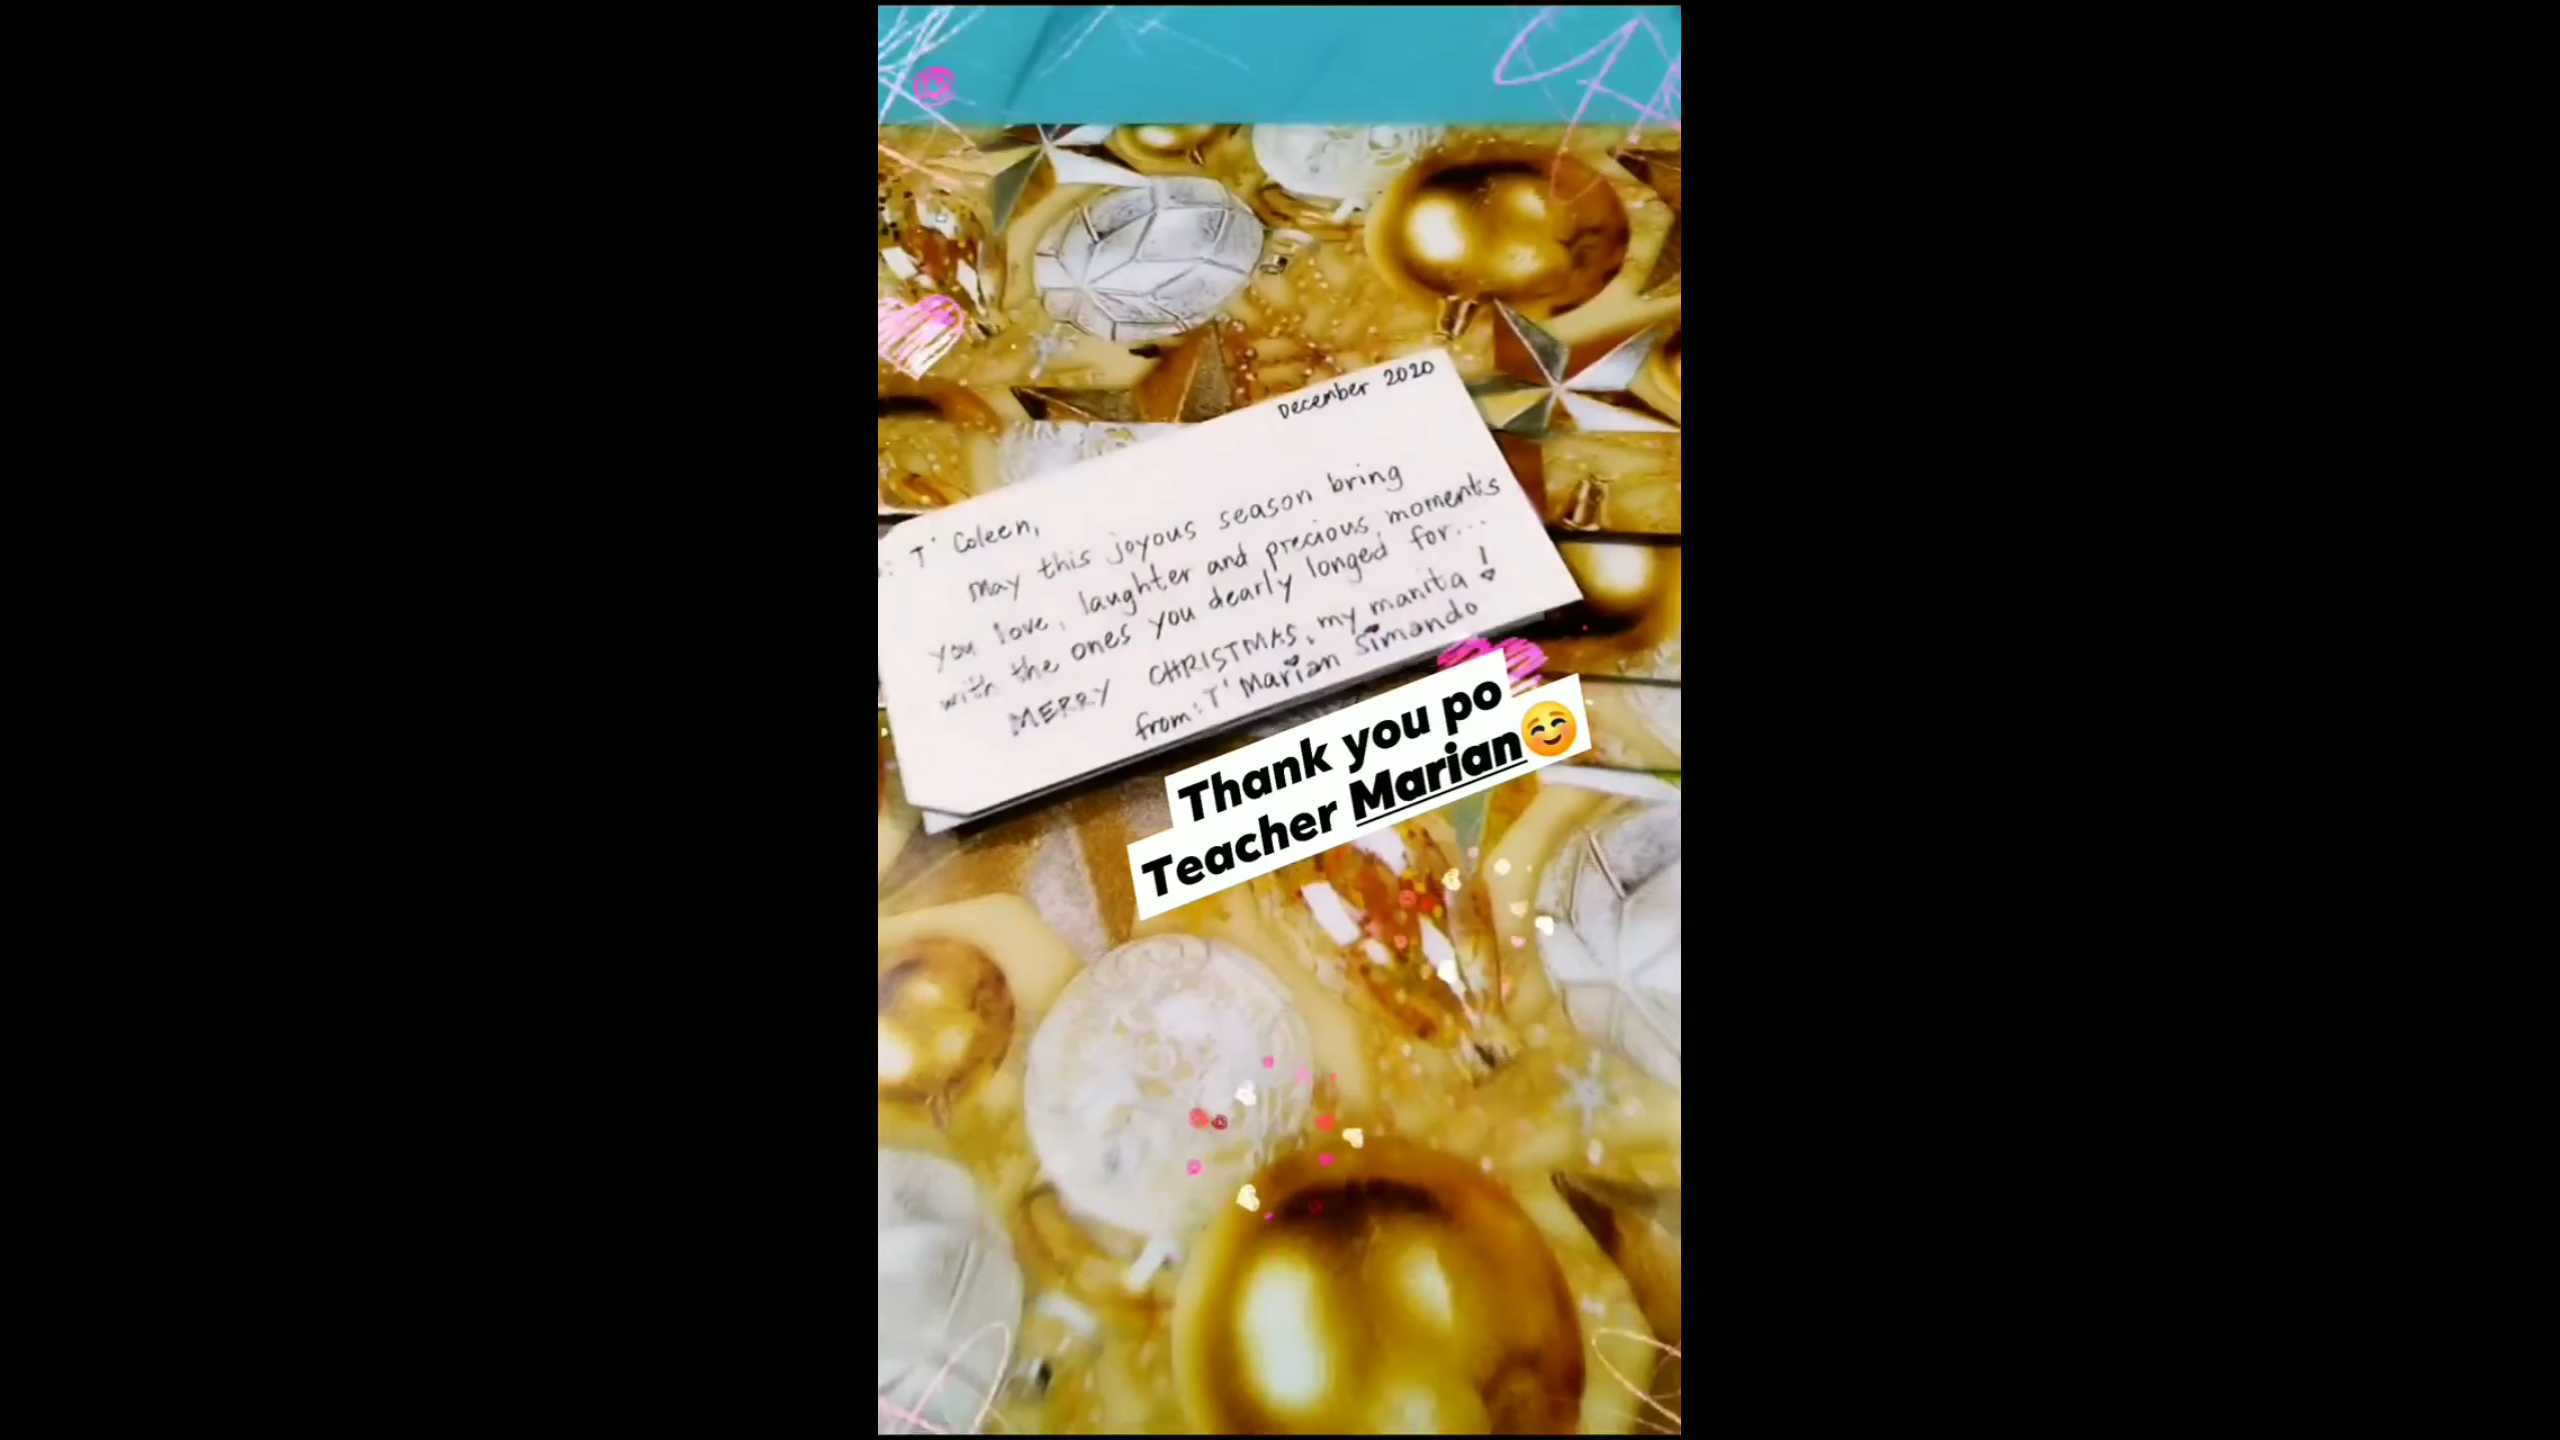 December 2020
: T' Coleen,
May this joyous season bring
you love, laughter and precious moments
with the ones you dearly longed for...
MERRY CHRISTMAS, my manita!
from: T' Marian Simando
Thank you po
Teacher Marian☺️